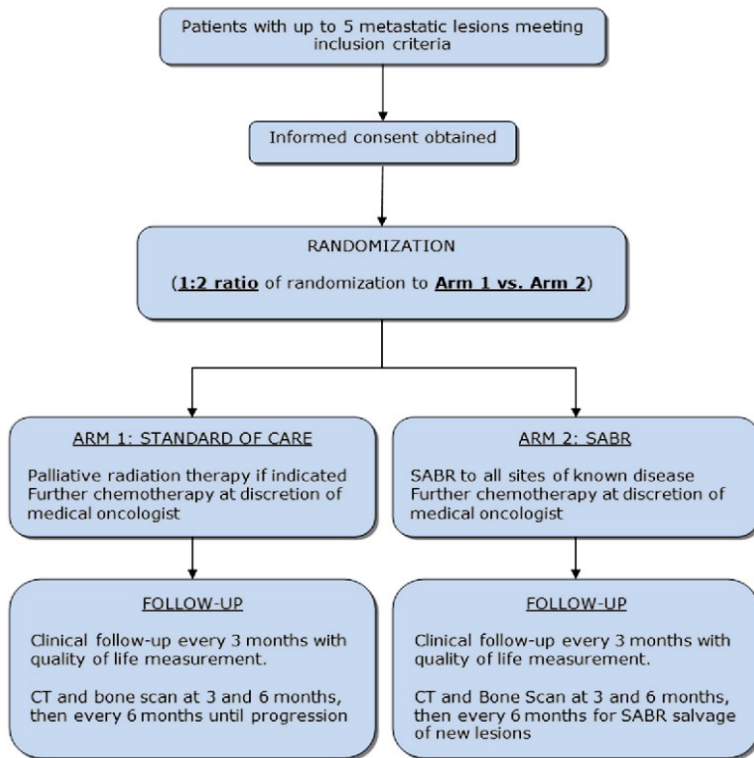 Patients with up to 5 metastatic lesions meeting
inclusion criteria
Informed consent obtained
RANDOMIZATION
(1:2 ratio of randomization to Arm 1 vs. Arm 2)
ARM 1: STANDARD OF CARE
Palliative radiation therapy if indicated
Further chemotherapy at discretion of
medical oncologist
ARM 2: SABR
SABR to all sites of known disease
Further chemotherapy at discretion of
medical oncologist
FOLLOW-UP
Clinical follow-up every 3 months with
quality of life measurement.
CT and bone scan at 3 and 6 months,
then every 6 months until progression
FOLLOW-UP
Clinical follow-up every 3 months with
quality of life measurement.
CT and Bone Scan at 3 and 6 months,
then every 6 months for SABR salvage
of new lesions